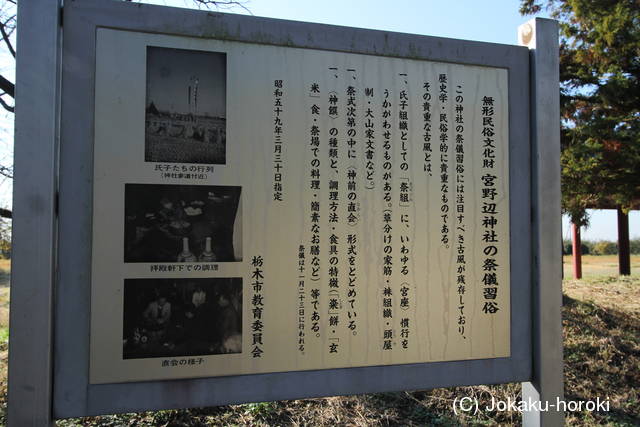 無形民俗文化財 宮野辺神社の祭儀習俗
この神社の祭儀習俗には注目すべき古風が残存しており、
歴史学・民俗学的に貴重なものである。
その貴重な古風とは、
一、氏子組織としての「祭組」に、いわゆる(宮座)慣行を
うかがわせるものがある。(草分けの家筋・株組織・頭屋
制・大山家文書など)。
一、祭式次第の中に〈神前の直会〉形式をとどめている。
一、〈神饌〉の種類と、調理方法・食具の特徴(「粢」餅・「玄
米」食・祭場での料理・簡素なお膳など)等である。
祭儀は十一月二十三日に行われる。
昭和五十九年三月三十日指定
栃木市教育委員会
氏子たちの行列
(神社参道付近)
拝殿軒下での調理
直会の様子
(C) Jokaku-horoki